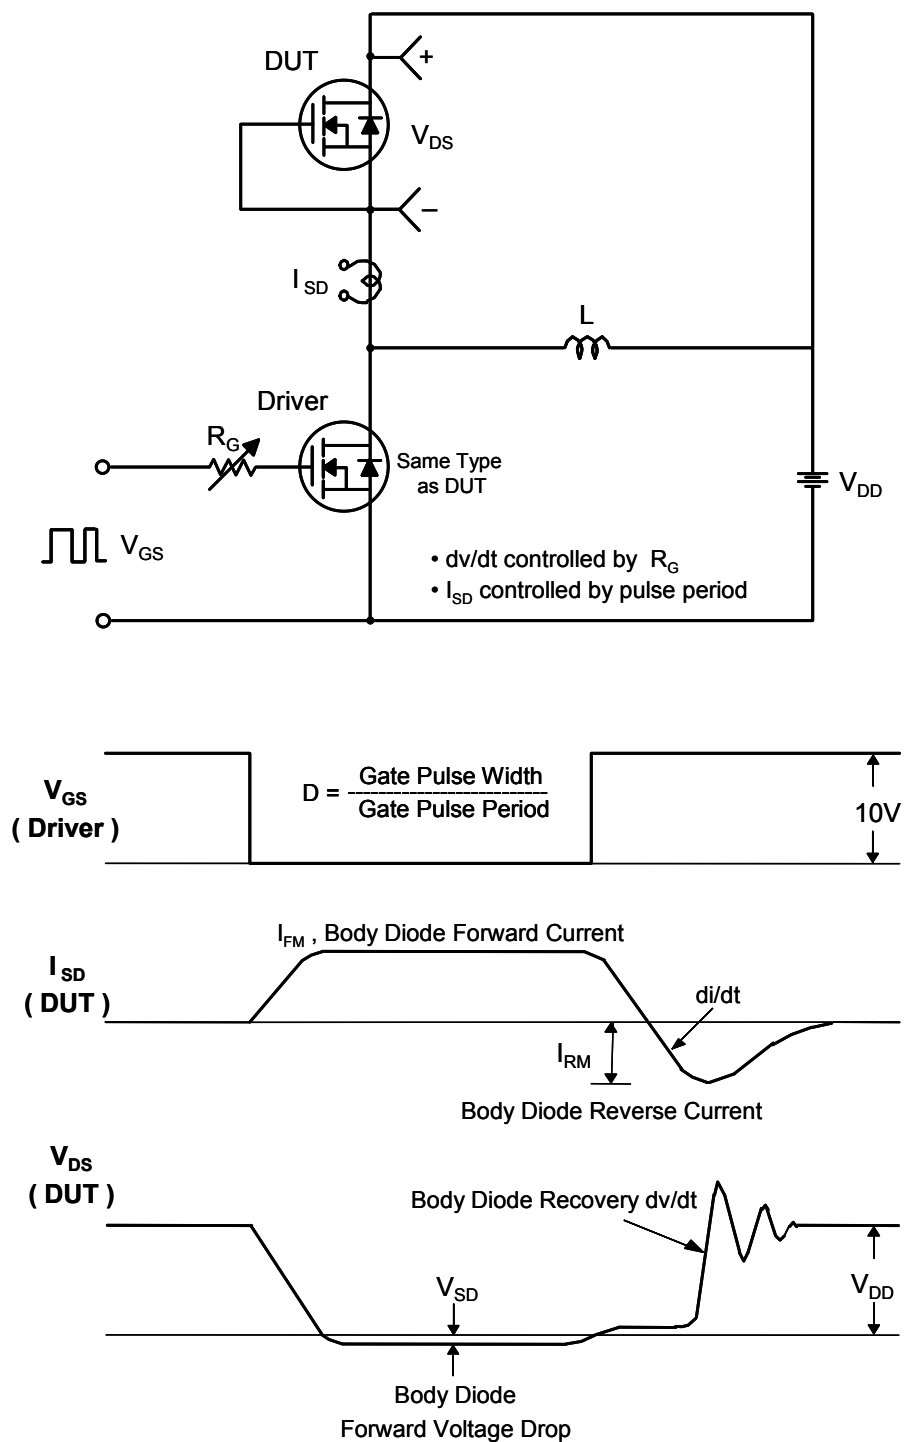 DUT
+
V_DS
–
I_SD
L
Driver
R_G
Same Type
as DUT
V_DD
V_GS
• dv/dt controlled by R_G
• I_SD controlled by pulse period
V_GS
( Driver )
D = Gate Pulse Width
--------------------------
Gate Pulse Period
10V
I_FM , Body Diode Forward Current
I_SD
( DUT )
di/dt
I_RM
Body Diode Reverse Current
V_DS
( DUT )
Body Diode Recovery dv/dt
V_SD
V_DD
Body Diode
Forward Voltage Drop